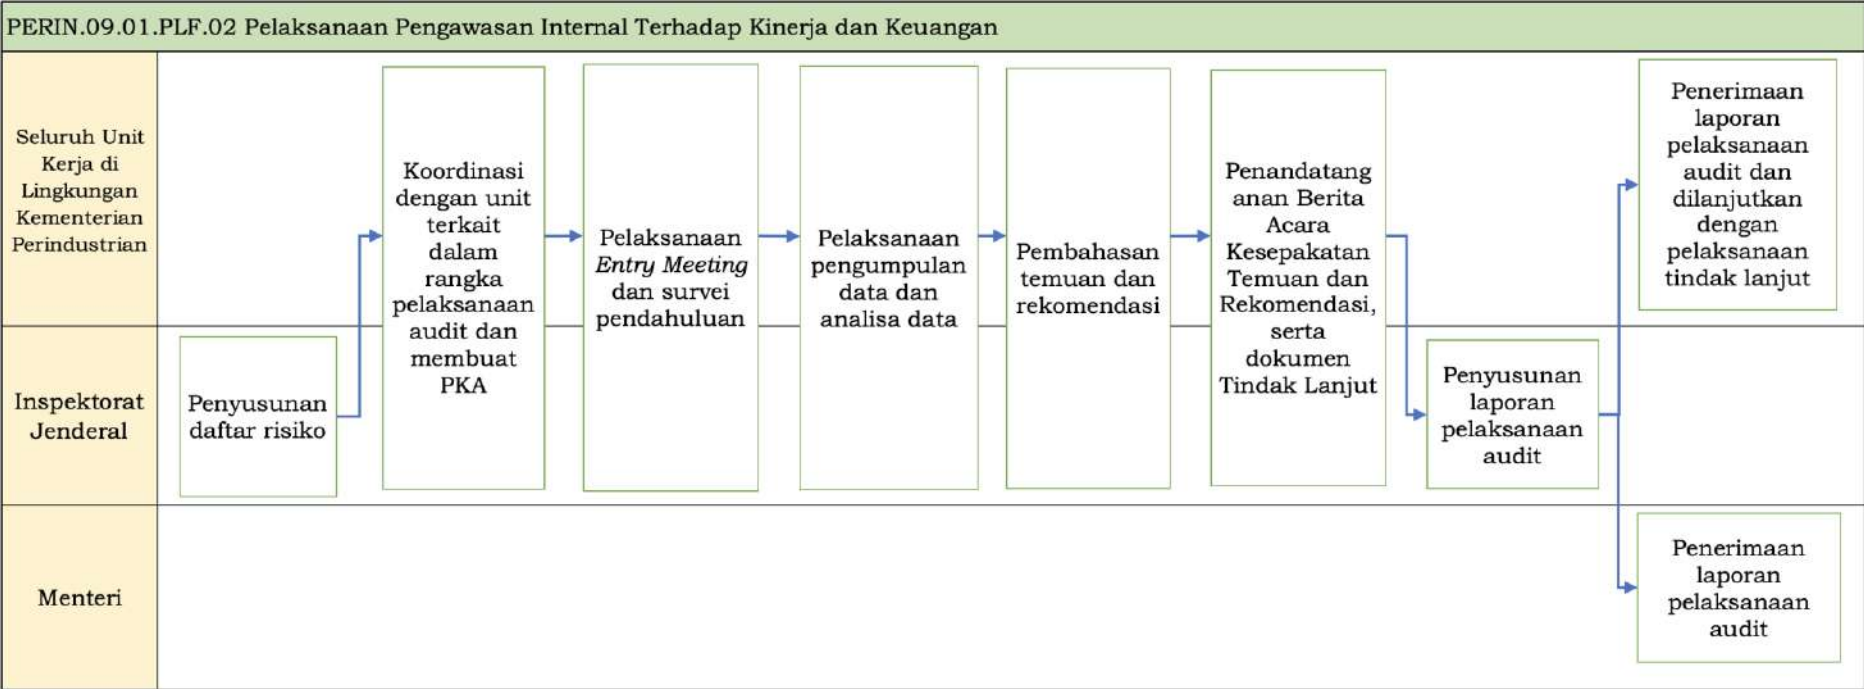 PERIN.09.01.PLF.02 Pelaksanaan Pengawasan Internal Terhadap Kinerja dan Keuangan
Seluruh Unit
Kerja di
Lingkungan
Kementerian
Perindustrian
Koordinasi
dengan unit
terkait
dalam
rangka
pelaksanaan
audit dan
membuat
PKA
Pelaksanaan
Entry Meeting
dan survei
pendahuluan
Pelaksanaan
pengumpulan
data dan
analisa data
Pembahasan
temuan dan
rekomendasi
Penandatang
anan Berita
Acara
Kesepakatan
Temuan dan
Rekomendasi,
serta
dokumen
Tindak Lanjut
Penerimaan
laporan
pelaksanaan
audit dan
dilanjutkan
dengan
pelaksanaan
tindak lanjut
Inspektorat
Jenderal
Penyusunan
daftar risiko
Penyusunan
laporan
pelaksanaan
audit
Menteri
Penerimaan
laporan
pelaksanaan
audit